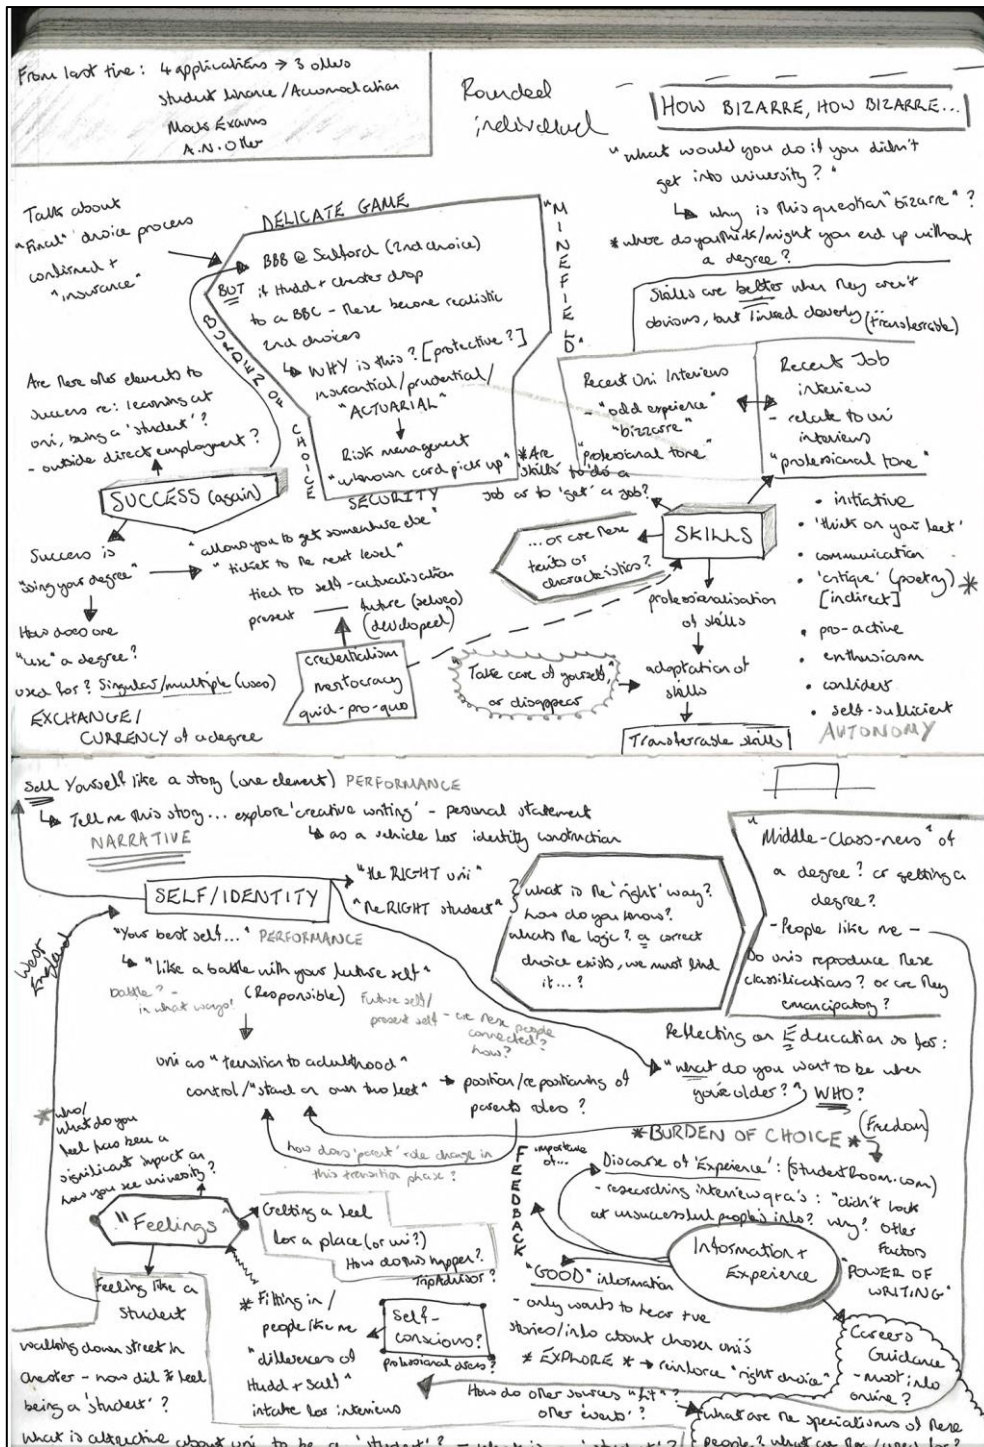 From last time: 4 applications → 3 offers
Student finance / Accomodation
Mocks Exams
A.N. Other
Rounded
individual
HOW BIZARRE, HOW BIZARRE...
"what would you do if you didn't
get into university?"
↳ why is this question "bizarre"?
* where do you think/might you end up without
a degree?
Skills are better when they aren't
obvious, but linked cleverly (transferrable)
Talk about
"Final" choice process
confirmed +
"insurance"
DELICATE GAME
BBB @ Salford (2nd choice)
BUT if Hudd + Chester drop
to a BBC - these become realistic
2nd choices
↳ WHY is this? [protective?]
insurantial/prudential/
"ACTUARIAL"
Risk management
"unknown card pick up"
SECURITY
"MINEFIELD"
BURDEN OF CHOICE
Recent Uni Interviews
- "odd experience"
"bizzarre"
"professional tone"
Recent Job
interview
- relate to uni
interviews
"professional tone"
Are there other elements to
success re: learning at
uni, being a 'student'?
- outside direct employment?
SUCCESS (again)
Success is
"using your degree"
How does one
"use" a degree?
used for? Singular/multiple (uses)
EXCHANGE/
CURRENCY of a degree
"allows you to get somewhere else"
"ticket to the next level"
tied to self-actualisation
present — future (selves)
(developed)
credentialism
meritocracy
quid-pro-quo
* Are
'skills' to 'do' a
job or to 'get' a job?
SKILLS
... or are these
traits or
characteristics?
professionalisation
of skills
adaptation of
skills
Transferrable skills
"Take care of yourself,"
or disappear
• initiative
• 'think on your feet'
• communication
• 'critique' (poetry) *
[indirect]
• pro-active
• enthusiasm
• confident
• self-sufficient
AUTONOMY
Sell yourself like a story (one element) PERFORMANCE
↳ Tell me this story... explore 'creative writing' - personal statement
NARRATIVE
↳ as a vehicle for identity construction
SELF/IDENTITY
"the RIGHT uni"
"the RIGHT student"
what is the 'right' way?
how do you know?
whats the logic? a correct
choice exists, we must find
it...?
"Middle-Class-ness" of
a degree? or getting a
degree?
- People like me -
Do unis reproduce these
classifications? or are they
emancipatory?
"Your best self..." PERFORMANCE
↳ "like a battle with your future self"
battle? -
in what ways?
(Responsible)
Future self/
present self - are these people
connected?
how?
West
England
uni as "transition to adulthood"
control/"stand on own two feet" → position/repositioning of
parents roles?
how does 'parent' role change in
this transition phase?
Reflecting on Education so far:
"what do you want to be when
you're older?" WHO?
* BURDEN OF CHOICE * (Freedom)
* who/
what do you
feel has been a
significant impact on
how you see university?
"Feelings"
Getting a feel
for a place (or uni?)
How do this happen?
TripAdvisor?
Feeling like a
Student
walking down street in
Chester - how did * feel
being a 'student'?
* Fitting in /
people like me
"differences of
Hudd + Salf"
intake for interviews
Self-
conscious?
professional dress?
FEEDBACK
importance
of...
Discourse of 'Experience': (StudentRoom.com)
- researching interview q+a's: "didn't look
at unsuccessful people's info? why? other
factors
Information +
Experience
"POWER OF
WRITING"
"GOOD" information
- only wants to hear +ve
stories/info about chosen unis
* EXPLORE * → reinforce "right choice"
How do other sources "fit"?
other 'events'?
Careers
Guidance
- most info
online?
what are the specialisms of these
people? what are for/used for?
what is attractive about uni to be a 'student'? - what is a 'student'?